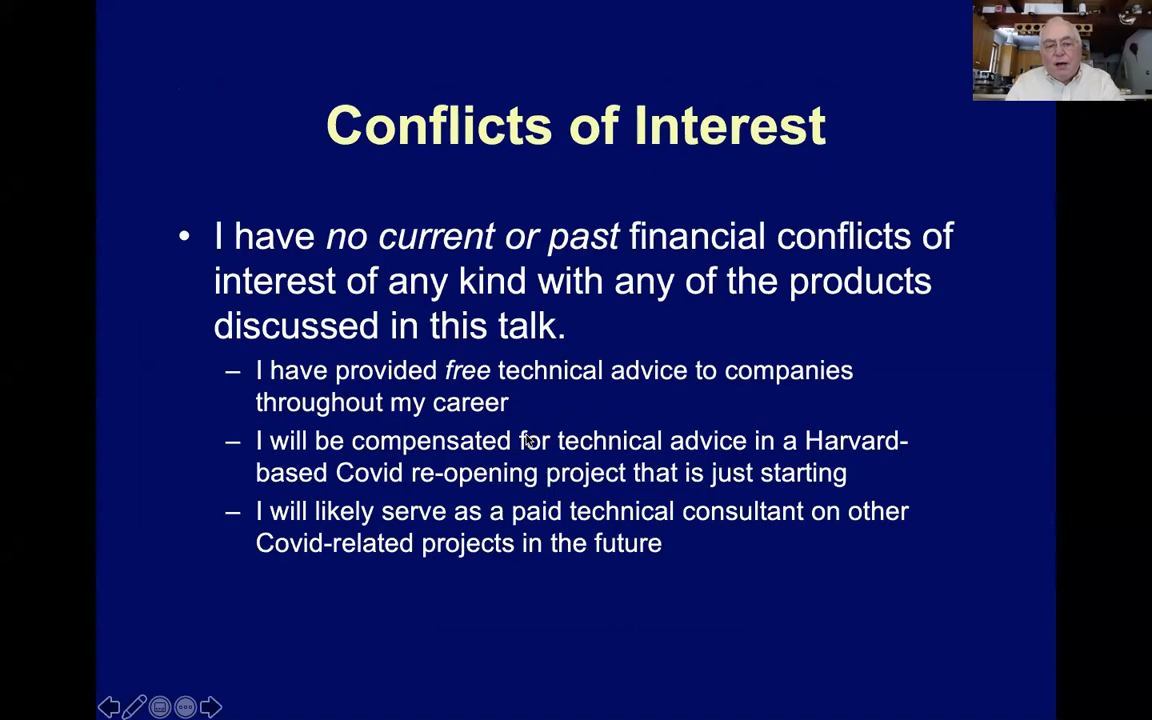 Conflicts of Interest
• I have no current or past financial conflicts of
interest of any kind with any of the products
discussed in this talk.
– I have provided free technical advice to companies
throughout my career
– I will be compensated for technical advice in a Harvard-
based Covid re-opening project that is just starting
– I will likely serve as a paid technical consultant on other
Covid-related projects in the future